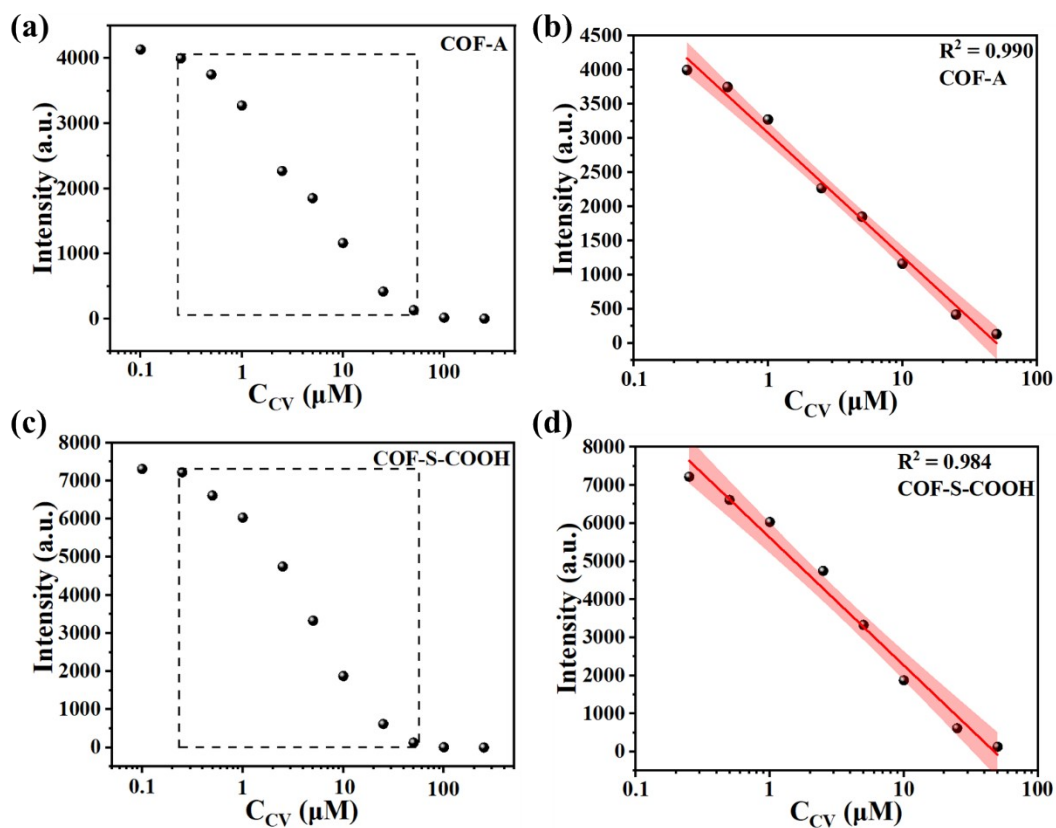 (a)
COF-A
Intensity (a.u.)
4000
3000
2000
1000
0
0.1
1
10
100
C_CV (µM)
(b)
R² = 0.990
COF-A
Intensity (a.u.)
4500
4000
3500
3000
2500
2000
1500
1000
500
0
0.1
1
10
100
C_CV (µM)
(c)
COF-S-COOH
Intensity (a.u.)
8000
7000
6000
5000
4000
3000
2000
1000
0
0.1
1
10
100
C_CV (µM)
(d)
R² = 0.984
COF-S-COOH
Intensity (a.u.)
8000
7000
6000
5000
4000
3000
2000
1000
0
0.1
1
10
100
C_CV (µM)